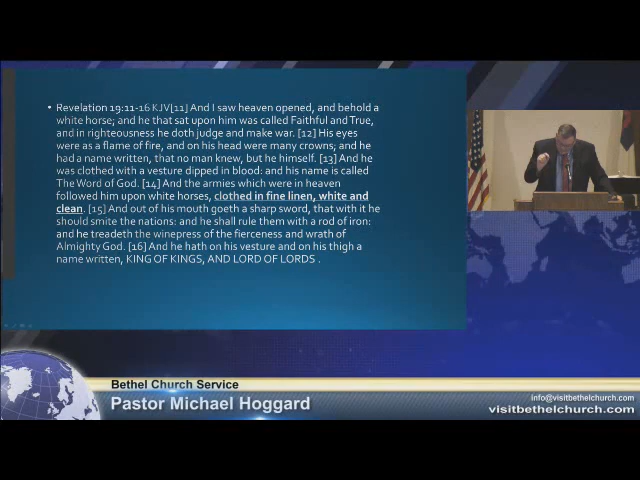 • Revelation 19:11-16 KJV[11] And I saw heaven opened, and behold a
white horse; and he that sat upon him was called Faithful and True,
and in righteousness he doth judge and make war. [12] His eyes
were as a flame of fire, and on his head were many crowns; and he
had a name written, that no man knew, but he himself. [13] And he
was clothed with a vesture dipped in blood: and his name is called
The Word of God. [14] And the armies which were in heaven
followed him upon white horses, clothed in fine linen, white and
clean. [15] And out of his mouth goeth a sharp sword, that with it he
should smite the nations: and he shall rule them with a rod of iron:
and he treadeth the winepress of the fierceness and wrath of
Almighty God. [16] And he hath on his vesture and on his thigh a
name written, KING OF KINGS, AND LORD OF LORDS .
Bethel Church Service
Pastor Michael Hoggard
info@visitbethelchurch.com
visitbethelchurch.com